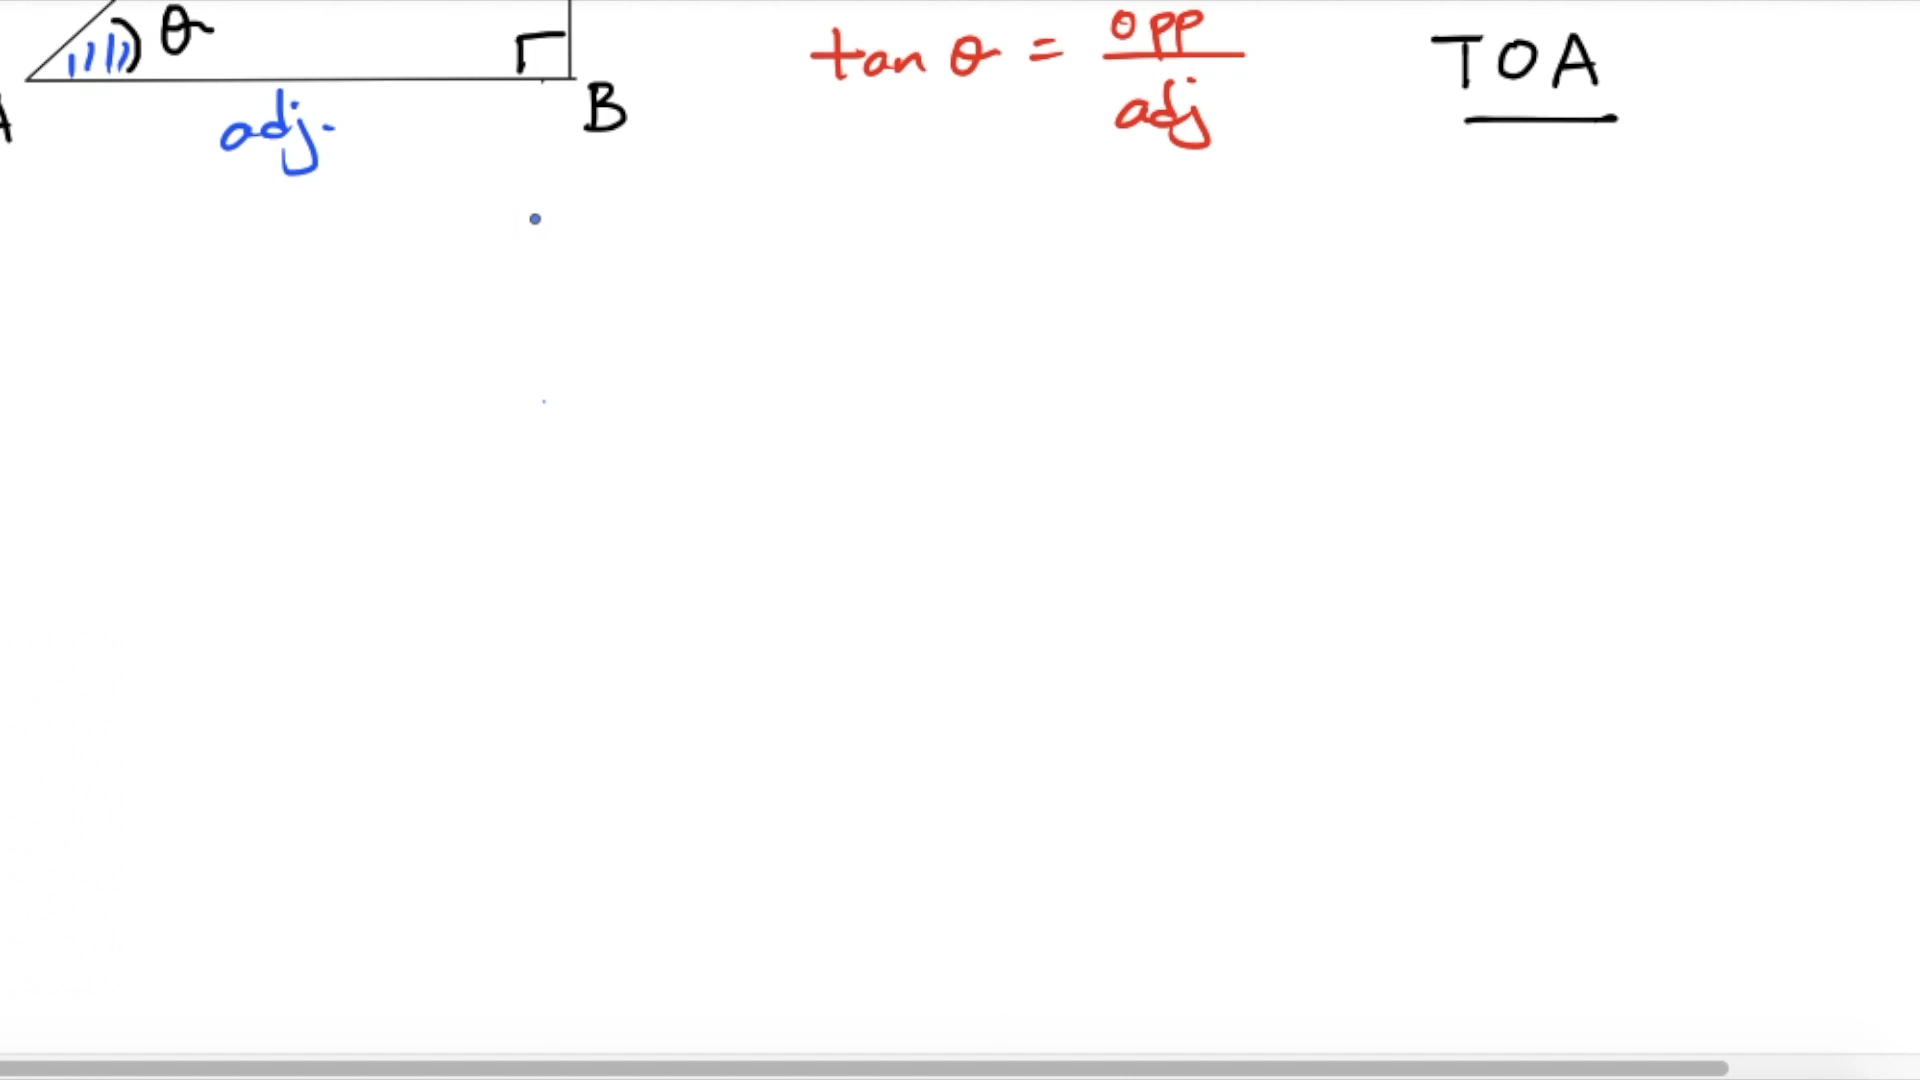 θ
A
adj.
B
tan θ = opp/adj
TOA